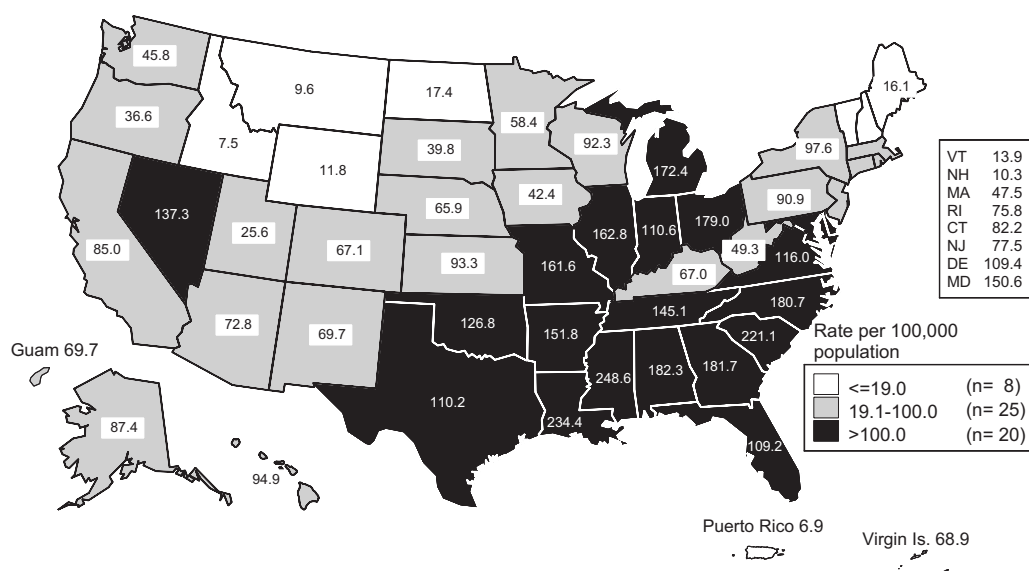 45.8
9.6
17.4
16.1
36.6
58.4
97.6
7.5
39.8
92.3
11.8
172.4
VT 13.9
NH 10.3
MA 47.5
RI 75.8
CT 82.2
NJ 77.5
DE 109.4
MD 150.6
137.3
65.9
42.4
90.9
25.6
162.8
110.6
179.0
85.0
67.1
93.3
161.6
67.0
49.3
116.0
72.8
69.7
126.8
151.8
145.1
180.7
221.1
Guam 69.7
Rate per 100,000
population
<=19.0 (n= 8)
19.1-100.0 (n= 25)
>100.0 (n= 20)
110.2
248.6
182.3
181.7
234.4
109.2
87.4
94.9
Puerto Rico 6.9
Virgin Is. 68.9